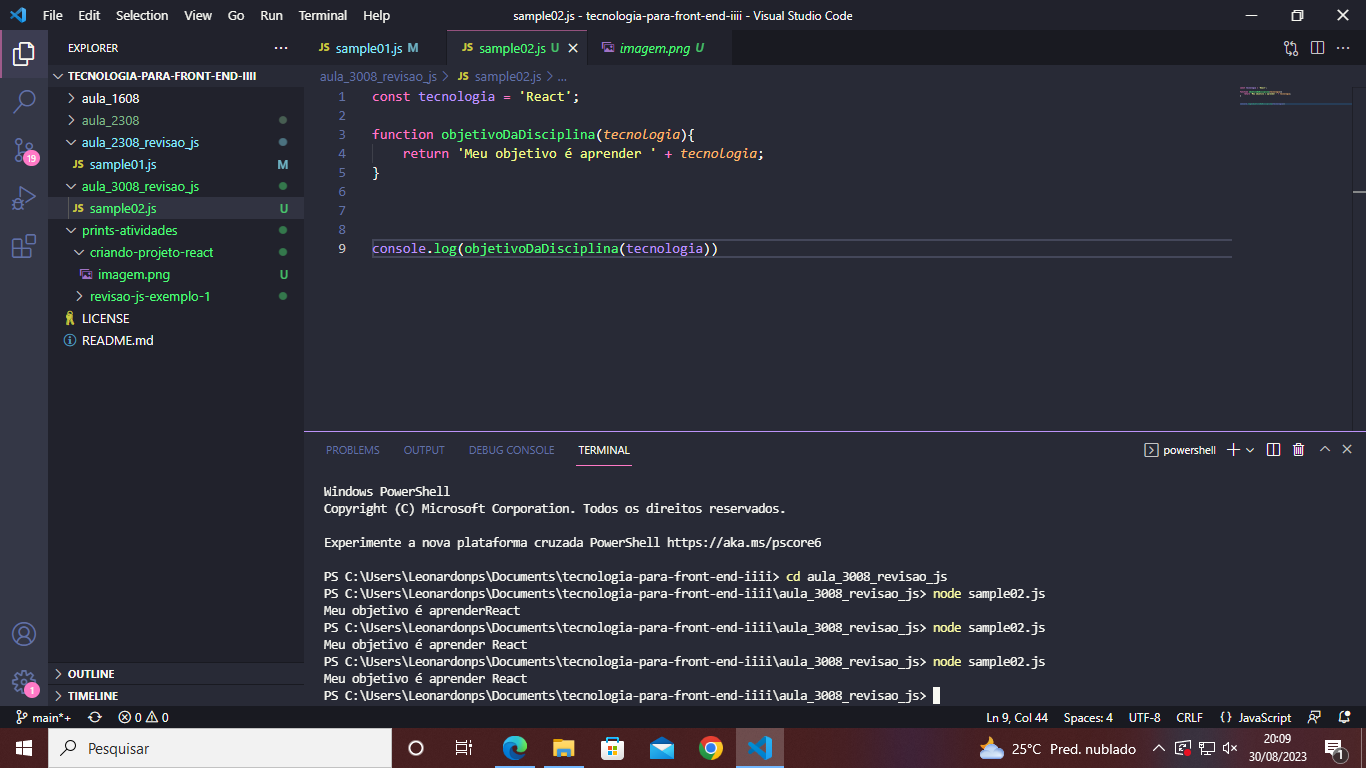 File Edit Selection View Go Run Terminal Help
sample02.js - tecnologia-para-front-end-iiii - Visual Studio Code
EXPLORER
TECNOLOGIA-PARA-FRONT-END-IIII
aula_1608
aula_2308
aula_2308_revisao_js
JS sample01.js M
aula_3008_revisao_js
JS sample02.js U
prints-atividades
criando-projeto-react
imagem.png U
revisao-js-exemplo-1
LICENSE
README.md
OUTLINE
TIMELINE
19
1
JS sample01.js M
JS sample02.js U
imagem.png U
aula_3008_revisao_js > JS sample02.js > ...
1 const tecnologia = 'React';
2
3 function objetivoDaDisciplina(tecnologia){
4 return 'Meu objetivo é aprender ' + tecnologia;
5 }
6
7
8
9 console.log(objetivoDaDisciplina(tecnologia))
PROBLEMS OUTPUT DEBUG CONSOLE TERMINAL
powershell
Windows PowerShell
Copyright (C) Microsoft Corporation. Todos os direitos reservados.
Experimente a nova plataforma cruzada PowerShell https://aka.ms/pscore6
PS C:\Users\Leonardonps\Documents\tecnologia-para-front-end-iiii> cd aula_3008_revisao_js
PS C:\Users\Leonardonps\Documents\tecnologia-para-front-end-iiii\aula_3008_revisao_js> node sample02.js
Meu objetivo é aprenderReact
PS C:\Users\Leonardonps\Documents\tecnologia-para-front-end-iiii\aula_3008_revisao_js> node sample02.js
Meu objetivo é aprender React
PS C:\Users\Leonardonps\Documents\tecnologia-para-front-end-iiii\aula_3008_revisao_js> node sample02.js
Meu objetivo é aprender React
PS C:\Users\Leonardonps\Documents\tecnologia-para-front-end-iiii\aula_3008_revisao_js>
main*+ 0 0
Ln 9, Col 44 Spaces: 4 UTF-8 CRLF {} JavaScript
Pesquisar
25°C Pred. nublado
20:09
30/08/2023
1